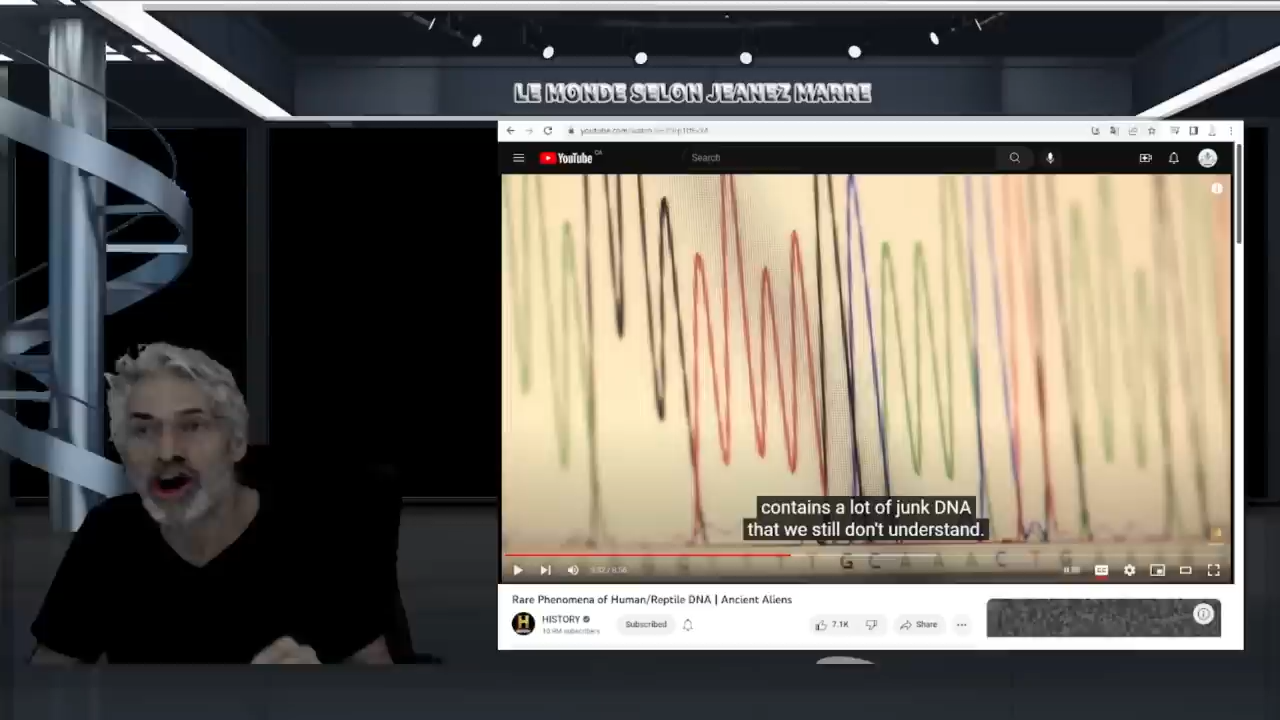 LE MONDE SELON JEANEZ MARRE
YouTube CA
Search
contains a lot of junk DNA
that we still don't understand.
T T G C A A A C T G A
Rare Phenomena of Human/Reptile DNA | Ancient Aliens
HISTORY
Subscribed
7.1K
Share